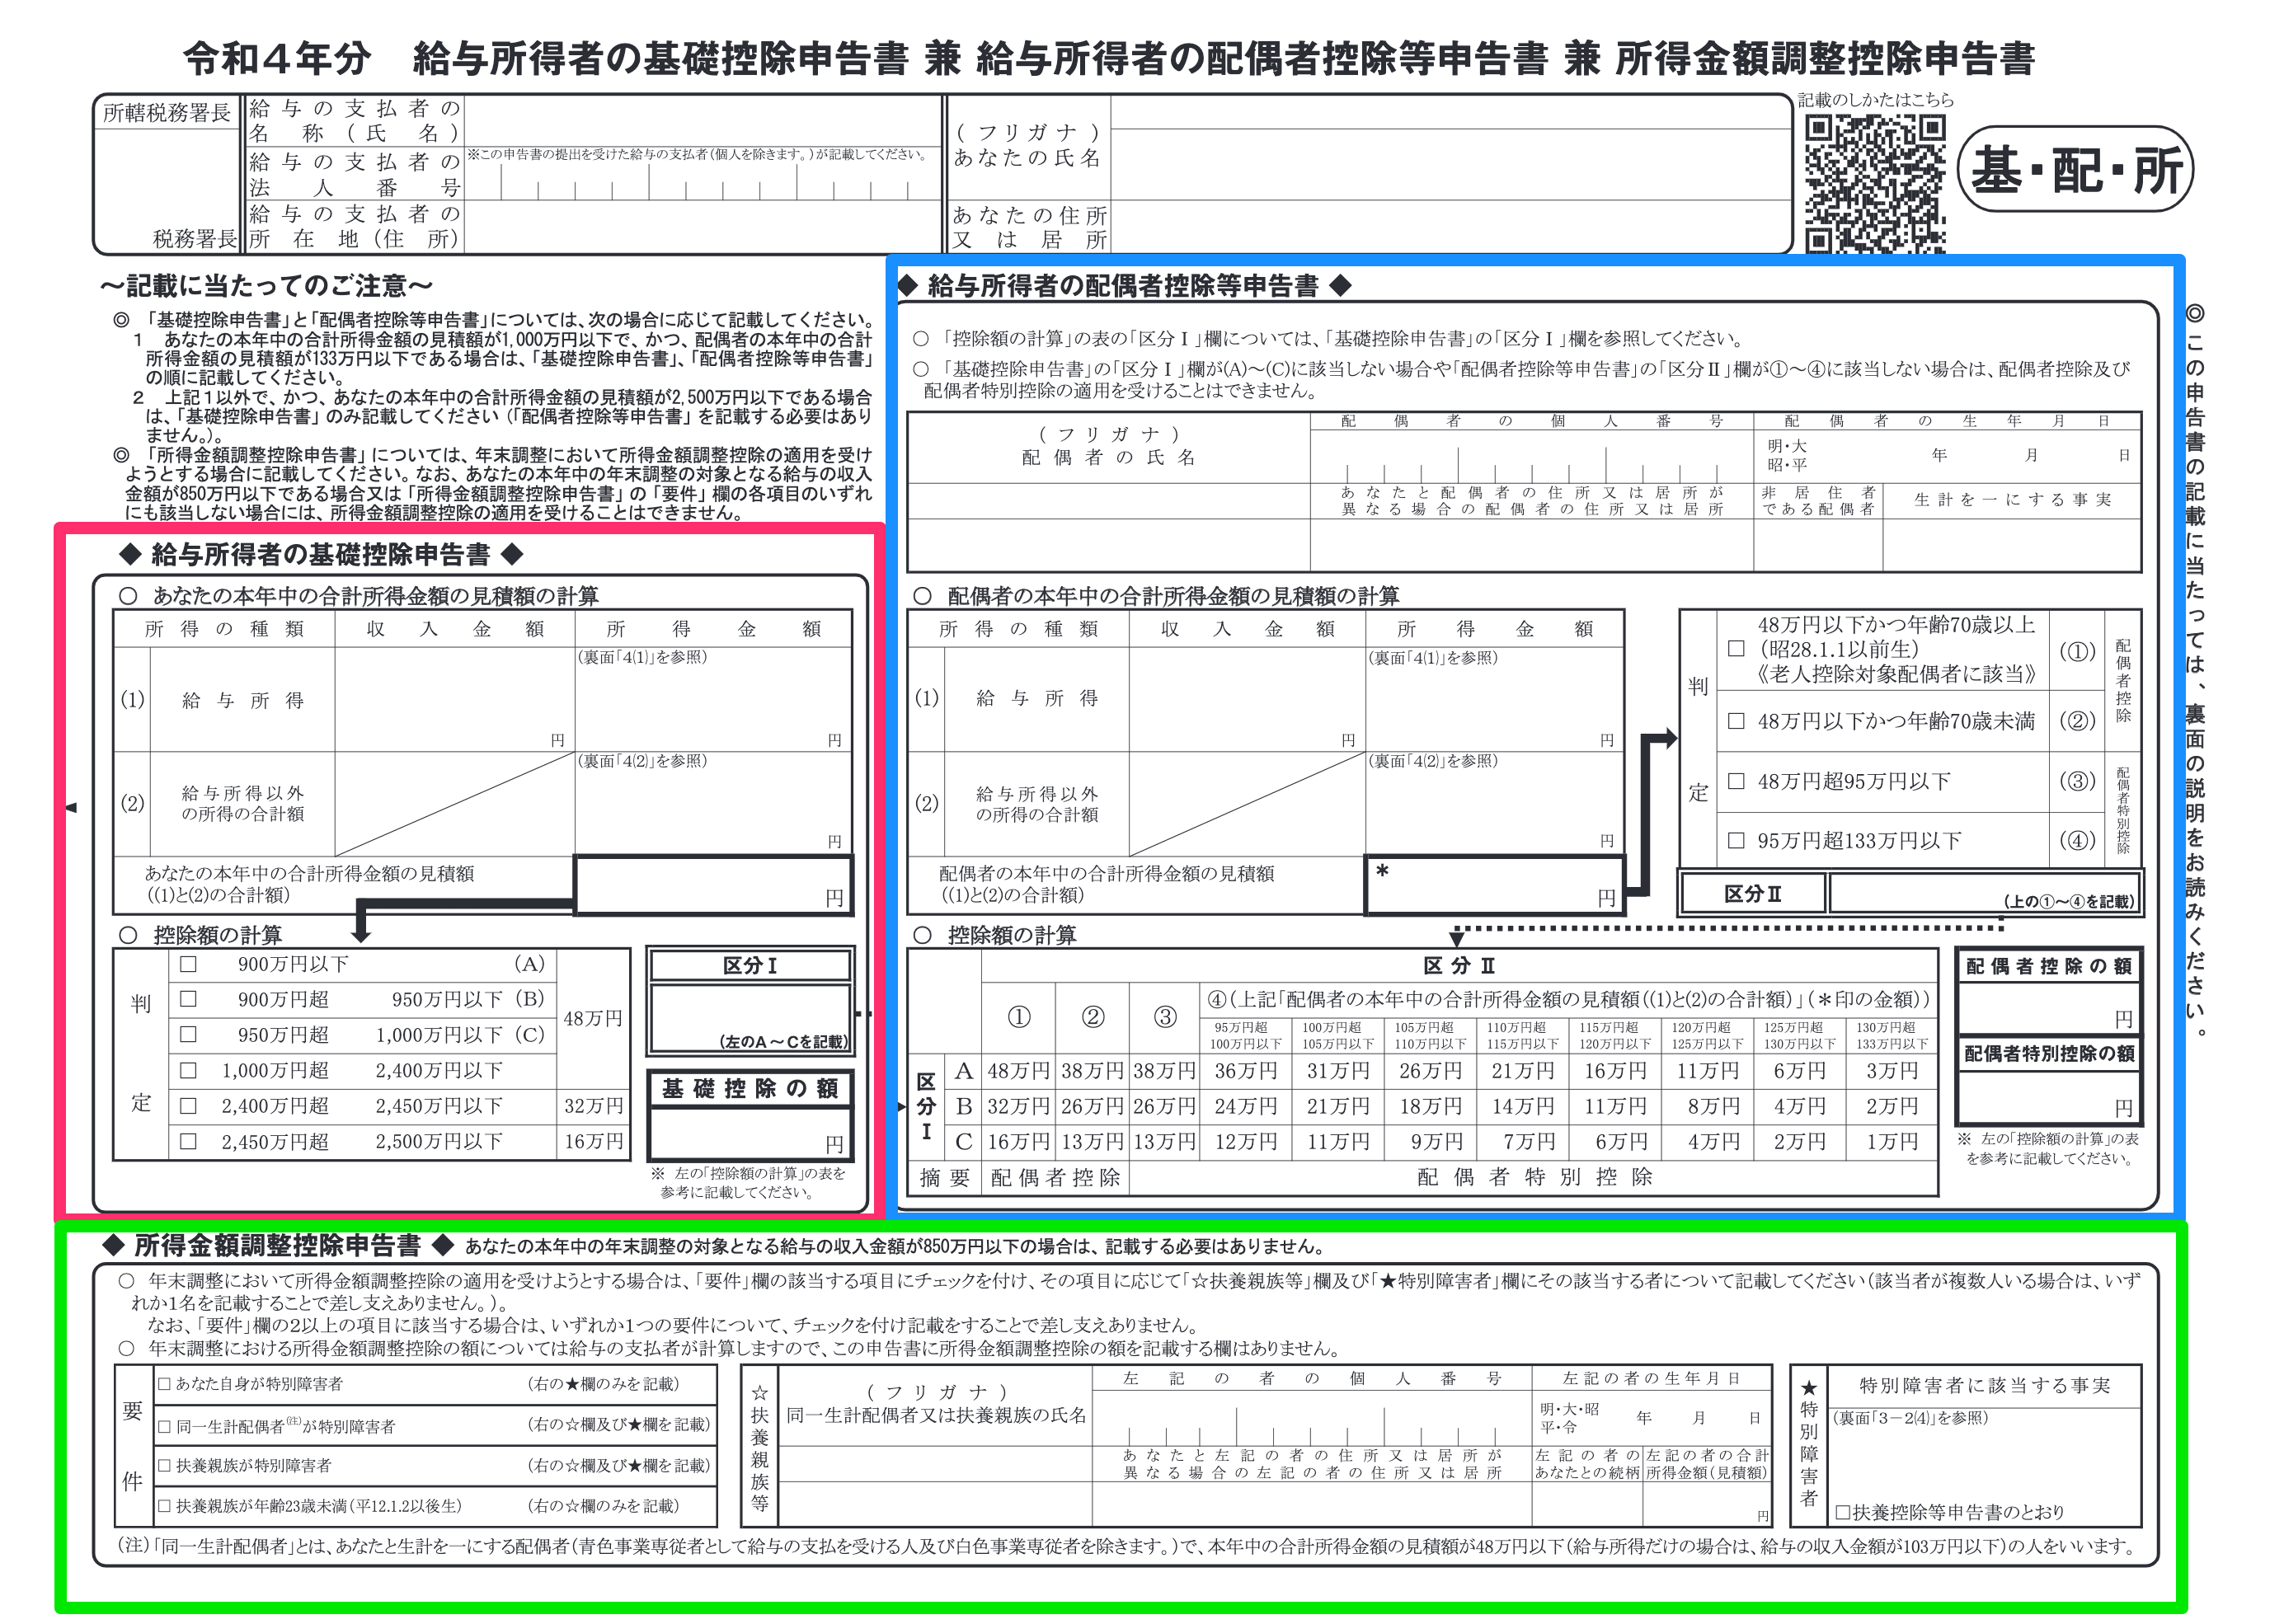 令和4年分　給与所得者の基礎控除申告書 兼 給与所得者の配偶者控除等申告書 兼 所得金額調整控除申告書
所轄税務署長
税務署長
給与の支払者の
名称(氏名)
給与の支払者の
法人番号
※この申告書の提出を受けた給与の支払者(個人を除きます。)が記載してください。
給与の支払者の
所在地(住所)
(フリガナ)
あなたの氏名
あなたの住所
又は居所
記載のしかたはこちら
基・配・所
～記載に当たってのご注意～
◎ 「基礎控除申告書」と「配偶者控除等申告書」については、次の場合に応じて記載してください。
1　あなたの本年中の合計所得金額の見積額が1,000万円以下で、かつ、配偶者の本年中の合計
所得金額の見積額が133万円以下である場合は、「基礎控除申告書」、「配偶者控除等申告書」
の順に記載してください。
2　上記1以外で、かつ、あなたの本年中の合計所得金額の見積額が2,500万円以下である場合
は、「基礎控除申告書」のみ記載してください(「配偶者控除等申告書」を記載する必要はあり
ません。)。
◎ 「所得金額調整控除申告書」については、年末調整において所得金額調整控除の適用を受け
ようとする場合に記載してください。なお、あなたの本年中の年末調整の対象となる給与の収入
金額が850万円以下である場合又は「所得金額調整控除申告書」の「要件」欄の各項目のいずれ
にも該当しない場合には、所得金額調整控除の適用を受けることはできません。
◆ 給与所得者の基礎控除申告書 ◆
○ あなたの本年中の合計所得金額の見積額の計算
所得の種類　収入金額　所得金額
(1)　給与所得　円　(裏面「4(1)」を参照)　円
(2)　給与所得以外
の所得の合計額　(裏面「4(2)」を参照)　円
あなたの本年中の合計所得金額の見積額
((1)と(2)の合計額)　円
○ 控除額の計算
判定
□ 900万円以下 (A)
□ 900万円超 950万円以下 (B)
□ 950万円超 1,000万円以下 (C)
□ 1,000万円超 2,400万円以下
48万円
□ 2,400万円超 2,450万円以下 32万円
□ 2,450万円超 2,500万円以下 16万円
区分Ⅰ
(左のA～Cを記載)
基礎控除の額
円
※ 左の「控除額の計算」の表を
参考に記載してください。
◆ 給与所得者の配偶者控除等申告書 ◆
○ 「控除額の計算」の表の「区分Ⅰ」欄については、「基礎控除申告書」の「区分Ⅰ」欄を参照してください。
○ 「基礎控除申告書」の「区分Ⅰ」欄が(A)～(C)に該当しない場合や「配偶者控除等申告書」の「区分Ⅱ」欄が①～④に該当しない場合は、配偶者控除及び
配偶者特別控除の適用を受けることはできません。
(フリガナ)
配偶者の氏名
配偶者の個人番号
配偶者の生年月日
明・大
昭・平　年　月　日
あなたと配偶者の住所又は居所が
異なる場合の配偶者の住所又は居所
非居住者
である配偶者
生計を一にする事実
○ 配偶者の本年中の合計所得金額の見積額の計算
所得の種類　収入金額　所得金額
(1)　給与所得　円　(裏面「4(1)」を参照)　円
(2)　給与所得以外
の所得の合計額　(裏面「4(2)」を参照)　円
配偶者の本年中の合計所得金額の見積額
((1)と(2)の合計額)　*　円
判定
48万円以下かつ年齢70歳以上
□ (昭28.1.1以前生)　(①)
《老人控除対象配偶者に該当》
□ 48万円以下かつ年齢70歳未満　(②)
配偶者控除
□ 48万円超95万円以下　(③)
□ 95万円超133万円以下　(④)
配偶者特別控除
区分Ⅱ　(上の①～④を記載)
○ 控除額の計算
区分Ⅱ
①　②　③　④(上記「配偶者の本年中の合計所得金額の見積額((1)と(2)の合計額)」(*印の金額))
95万円超　100万円超　105万円超　110万円超　115万円超　120万円超　125万円超　130万円超
100万円以下　105万円以下　110万円以下　115万円以下　120万円以下　125万円以下　130万円以下　133万円以下
区分Ⅰ
A　48万円　38万円　38万円　36万円　31万円　26万円　21万円　16万円　11万円　6万円　3万円
B　32万円　26万円　26万円　24万円　21万円　18万円　14万円　11万円　8万円　4万円　2万円
C　16万円　13万円　13万円　12万円　11万円　9万円　7万円　6万円　4万円　2万円　1万円
摘要　配偶者控除　配偶者特別控除
配偶者控除の額
円
配偶者特別控除の額
円
※ 左の「控除額の計算」の表
を参考に記載してください。
◎この申告書の記載に当たっては、裏面の説明をお読みください。
◆ 所得金額調整控除申告書 ◆ あなたの本年中の年末調整の対象となる給与の収入金額が850万円以下の場合は、記載する必要はありません。
○ 年末調整において所得金額調整控除の適用を受けようとする場合は、「要件」欄の該当する項目にチェックを付け、その項目に応じて「☆扶養親族等」欄及び「★特別障害者」欄にその該当する者について記載してください(該当者が複数人いる場合は、いず
れか1名を記載することで差し支えありません。)。
なお、「要件」欄の2以上の項目に該当する場合は、いずれか1つの要件について、チェックを付け記載をすることで差し支えありません。
○ 年末調整における所得金額調整控除の額については給与の支払者が計算しますので、この申告書に所得金額調整控除の額を記載する欄はありません。
要件
□ あなた自身が特別障害者　(右の★欄のみを記載)
□ 同一生計配偶者(注)が特別障害者　(右の☆欄及び★欄を記載)
□ 扶養親族が特別障害者　(右の☆欄及び★欄を記載)
□ 扶養親族が年齢23歳未満(平12.1.2以後生)　(右の☆欄のみを記載)
☆扶養親族等
(フリガナ)
同一生計配偶者又は扶養親族の氏名
左記の者の個人番号
左記の者の生年月日
明・大・昭
平・令　年　月　日
あなたと左記の者の住所又は居所が
異なる場合の左記の者の住所又は居所
左記の者の
あなたとの続柄
左記の者の合計
所得金額(見積額)
円
★特別障害者
特別障害者に該当する事実
(裏面「3－2(4)」を参照)
□扶養控除等申告書のとおり
(注)「同一生計配偶者」とは、あなたと生計を一にする配偶者(青色事業専従者として給与の支払を受ける人及び白色事業専従者を除きます。)で、本年中の合計所得金額の見積額が48万円以下(給与所得だけの場合は、給与の収入金額が103万円以下)の人をいいます。